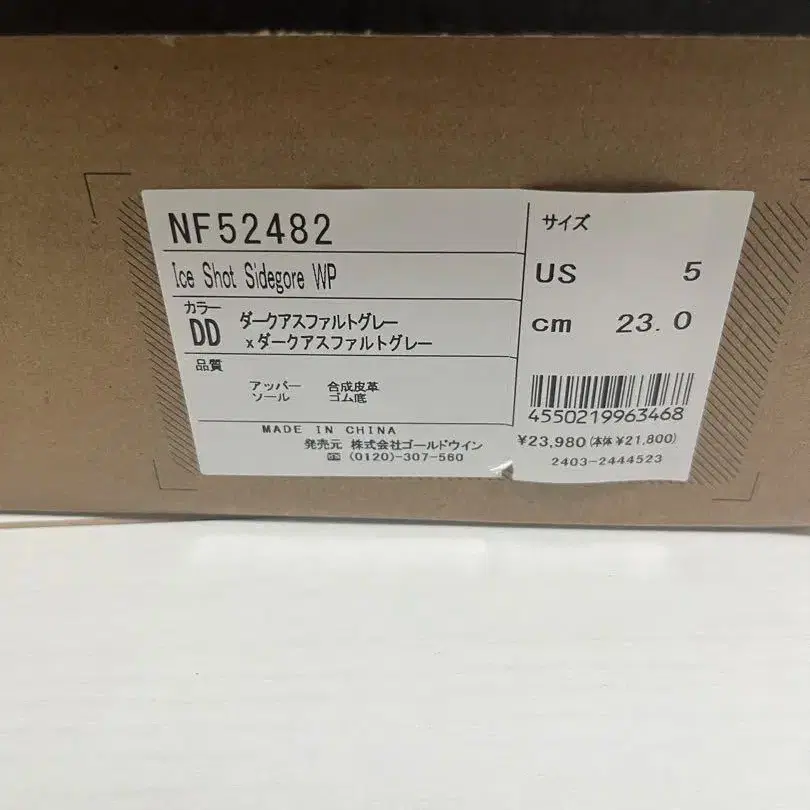 NF52482
Ice Shot Sidegore WP
カラー
DD ダークアスファルトグレー
xダークアスファルトグレー
品質
アッパー 合成皮革
ソール ゴム底
MADE IN CHINA
発売元 株式会社ゴールドウイン
(0120)-307-560
サイズ
US 5
cm 23.0
4550219963468
¥23,980(本体¥21,800)
2403-2444523